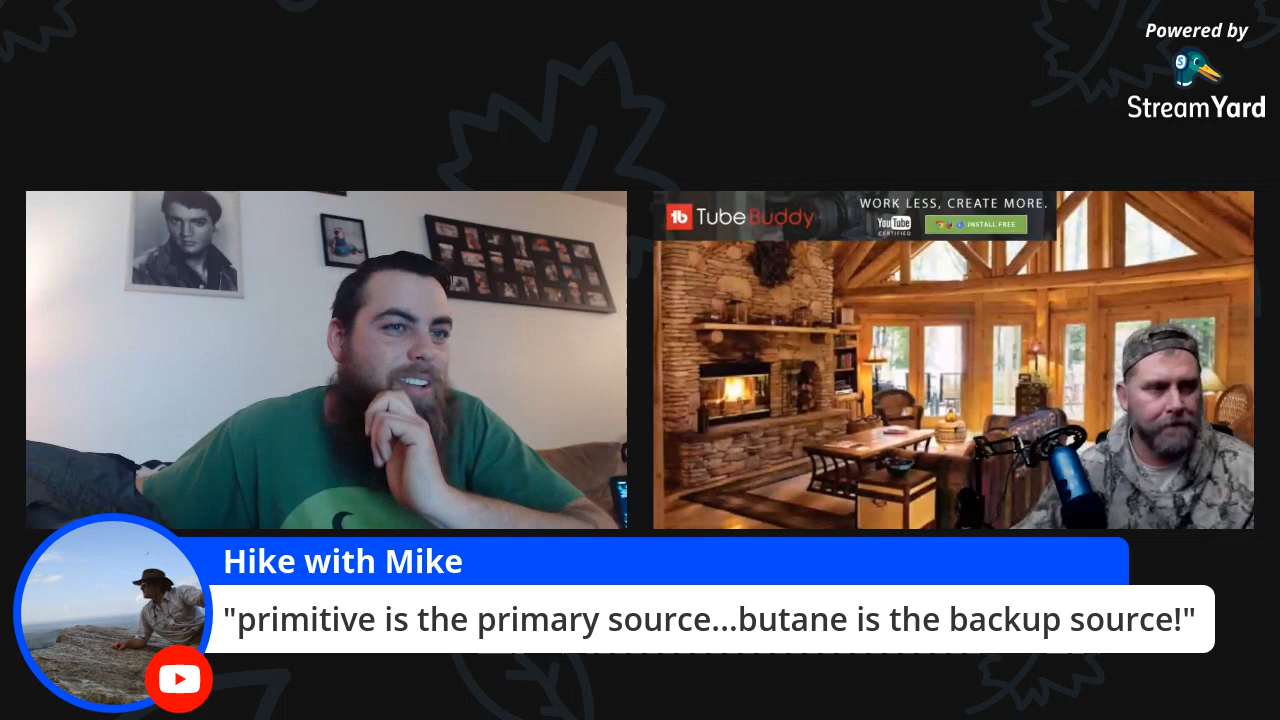 Powered by
S
StreamYard
tb TubeBuddy
WORK LESS, CREATE MORE.
YouTube
CERTIFIED
INSTALL FREE
Hike with Mike
"primitive is the primary source...butane is the backup source!"